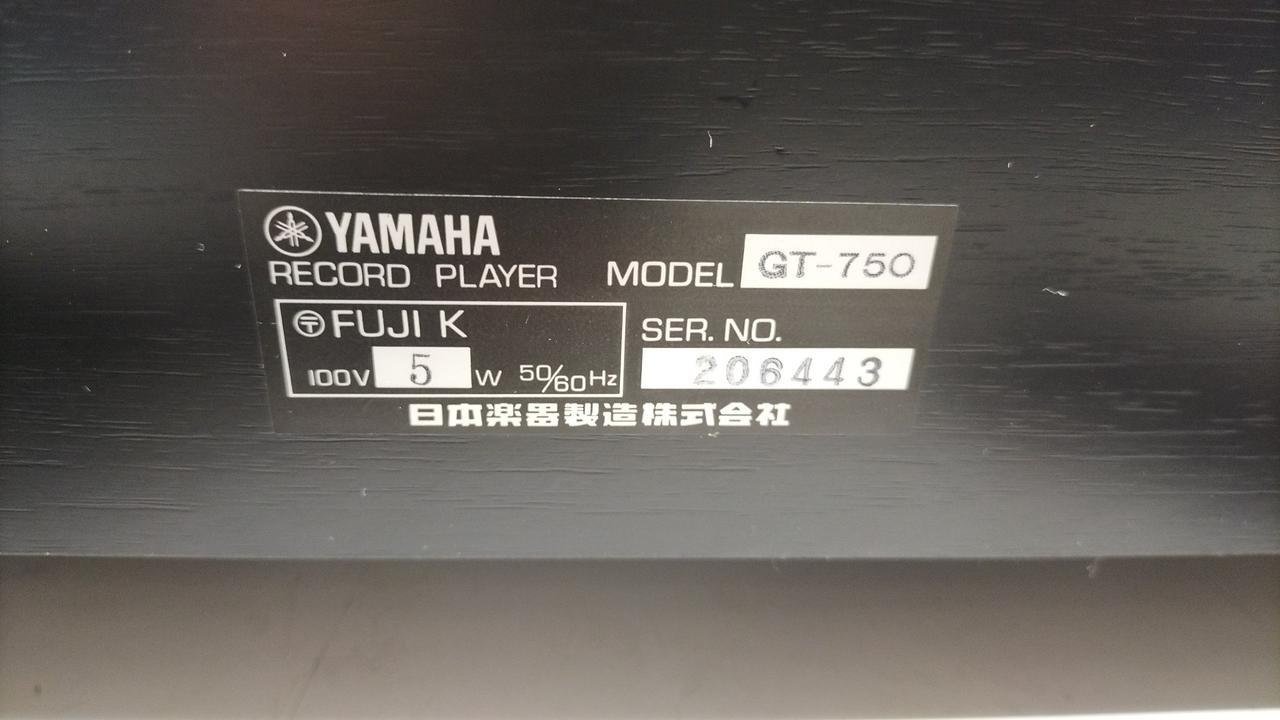 YAMAHA
RECORD PLAYER MODEL GT-750
〶 FUJI K
100V 5 W 50/60Hz
SER. NO.
206443
日本楽器製造株式会社